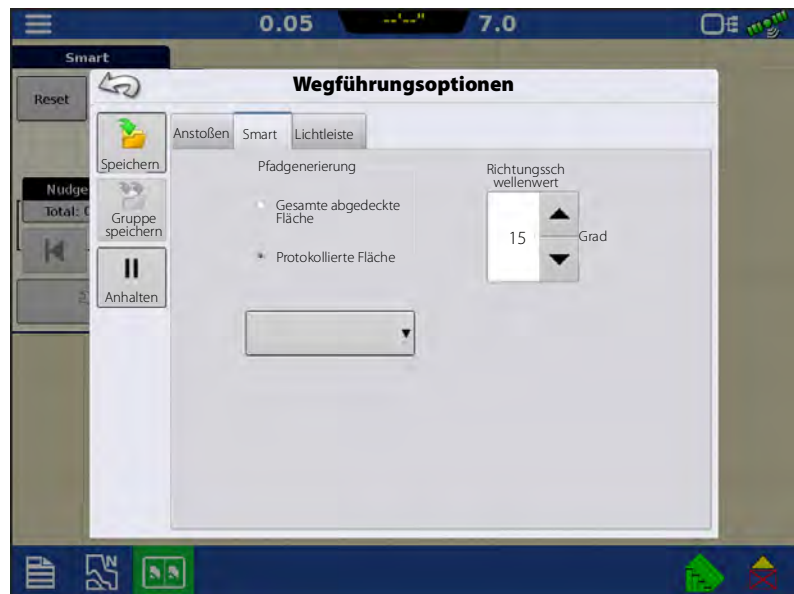 0.05
--'--"
7.0
Smart
Reset
Wegführungsoptionen
Anstoßen
Smart
Lichtleiste
Speichern
Gruppe
speichern
Anhalten
Nudge
Total:
Pfadgenerierung
Gesamte abgedeckte
Fläche
Protokollierte Fläche
Richtungssch
wellenwert
15
Grad
N